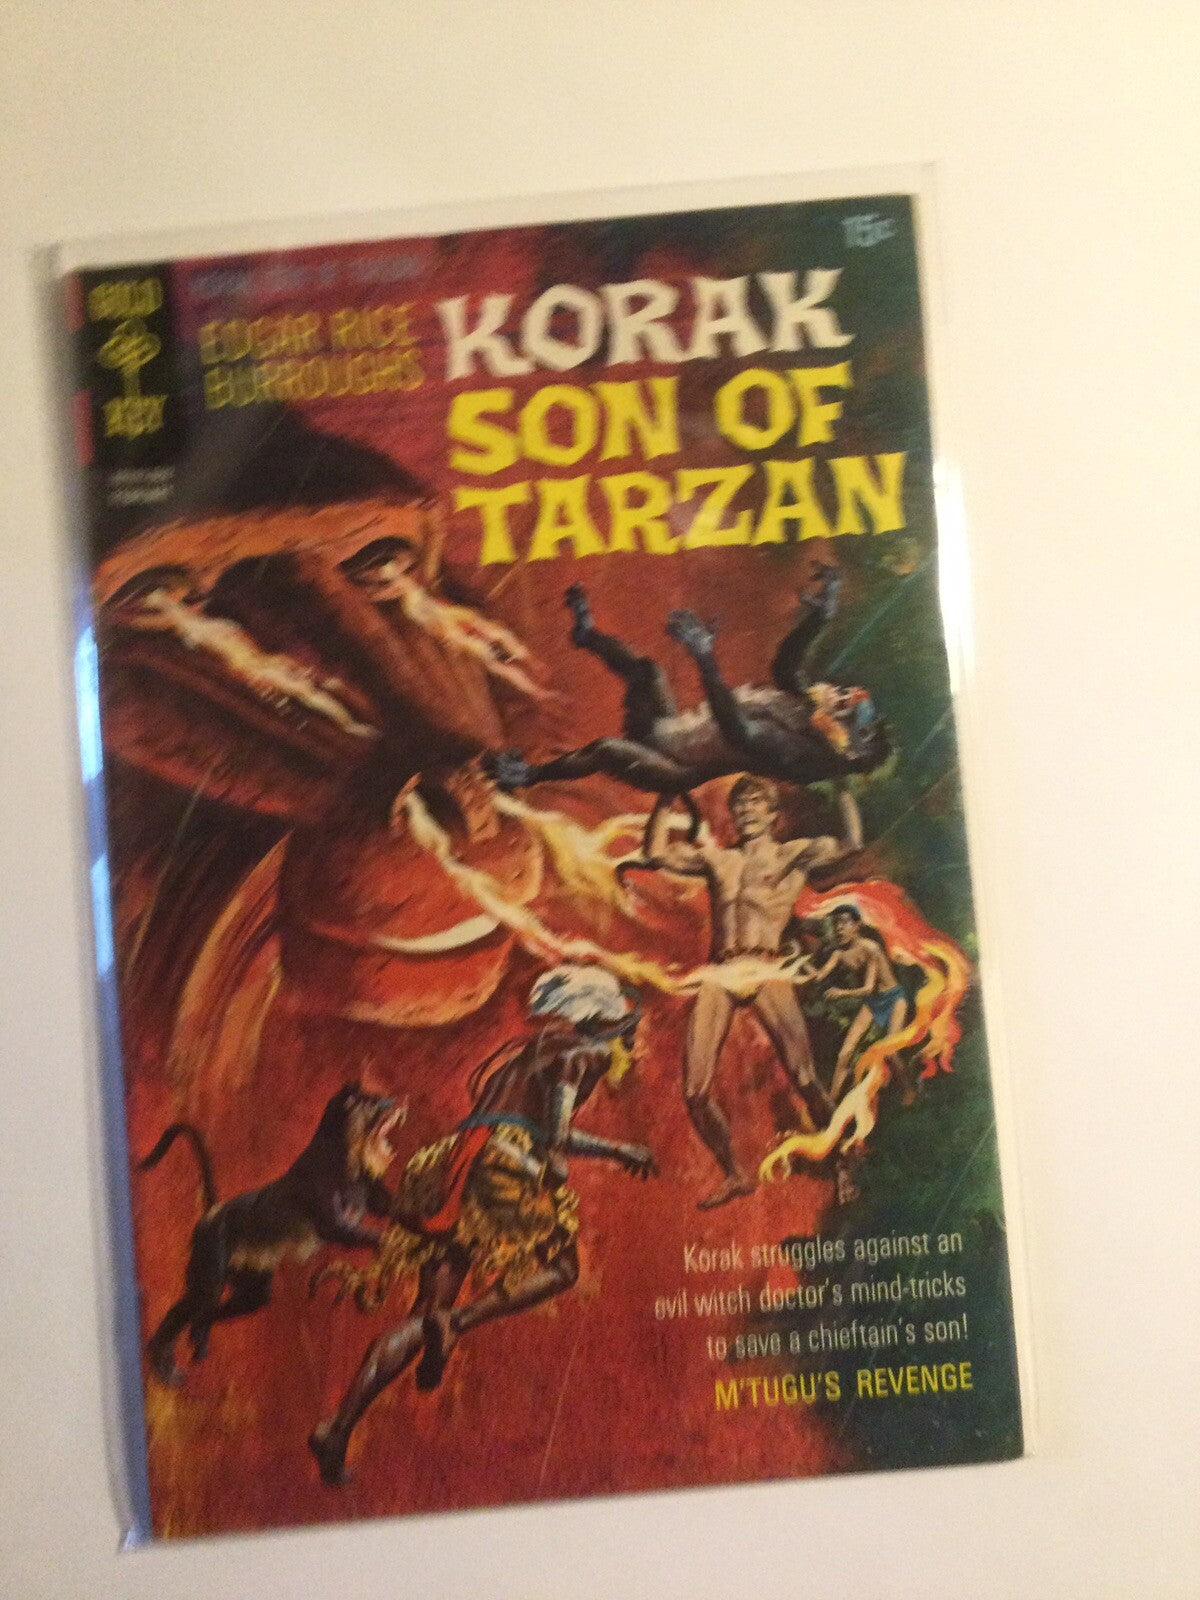 15¢
GOLD
KEY
EDGAR RICE
BURROUGHS
KORAK
SON OF
TARZAN
Korak struggles against an
evil witch doctor's mind-tricks
to save a chieftain's son!
M'TUGU'S REVENGE